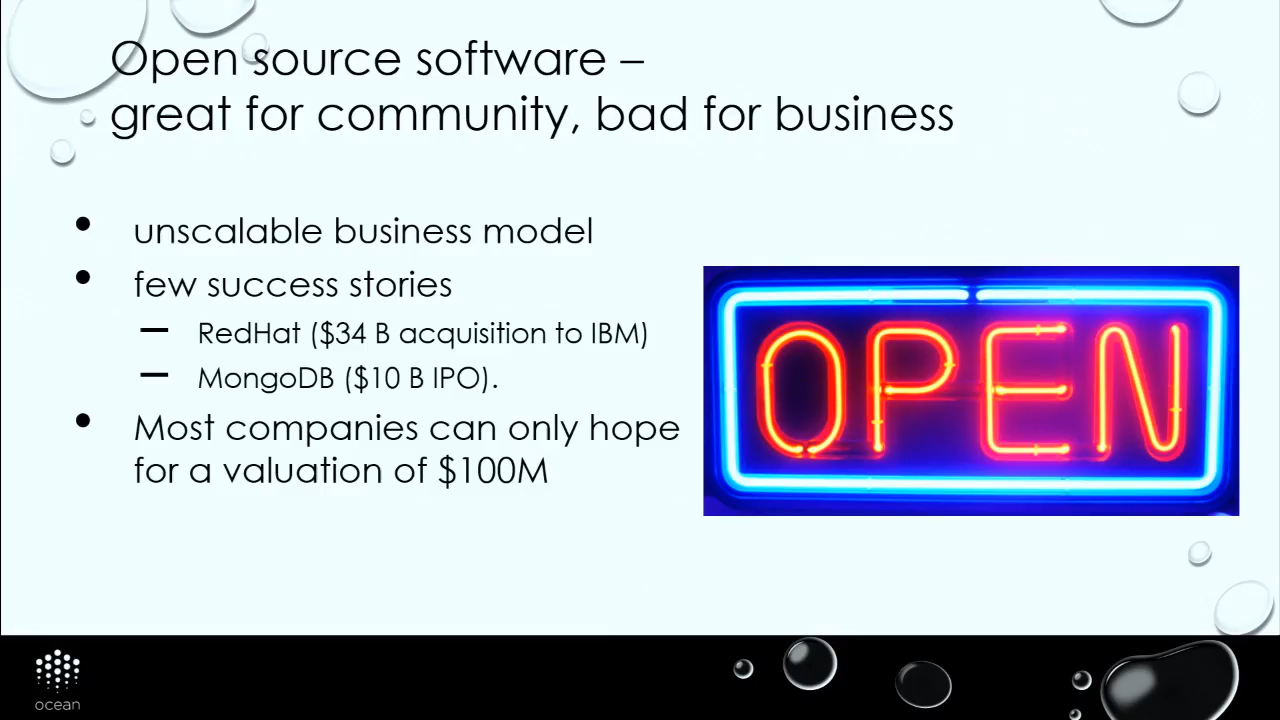 Open source software –
great for community, bad for business
• unscalable business model
• few success stories
– RedHat ($34 B acquisition to IBM)
– MongoDB ($10 B IPO).
• Most companies can only hope
for a valuation of $100M
OPEN
ocean